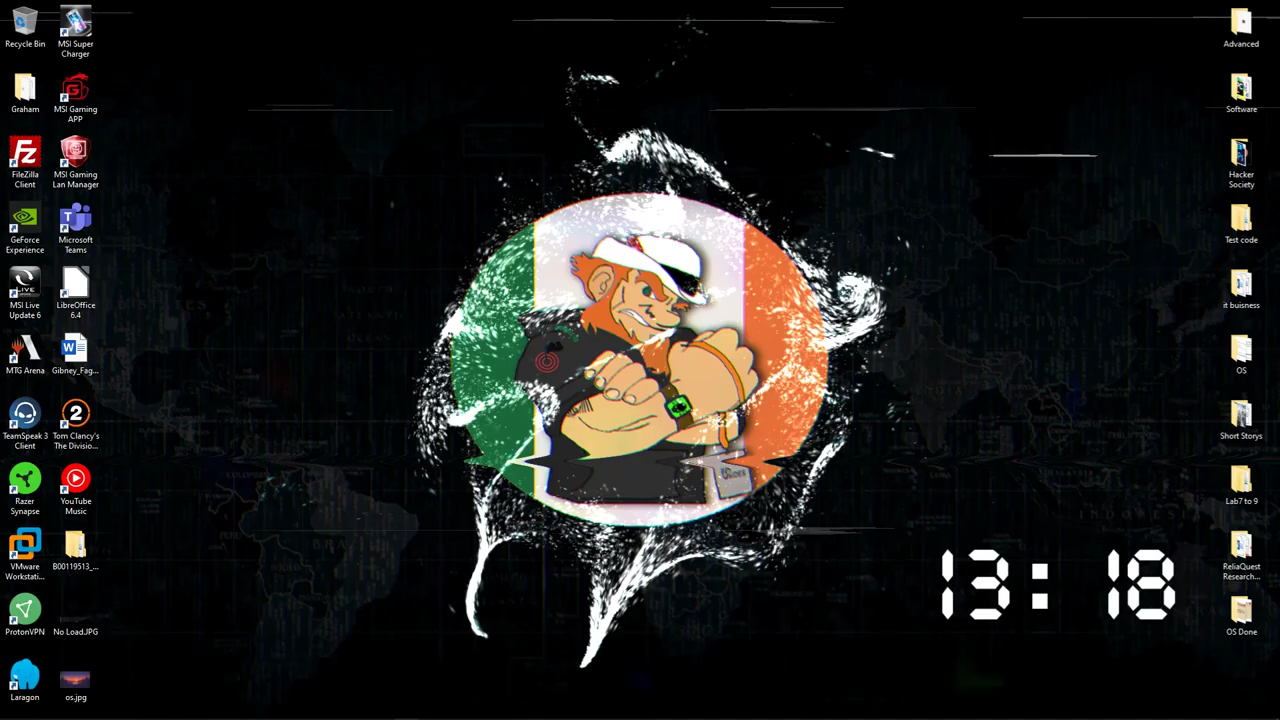 Recycle Bin
MSI Super
Charger
Graham
MSI Gaming
APP
FileZilla
Client
MSI Gaming
Lan Manager
GeForce
Experience
Microsoft
Teams
MSI Live
Update 6
LibreOffice
6.4
MTG Arena
Gibney_Fag...
TeamSpeak 3
Client
Tom Clancy's
The Divisio...
Razer
Synapse
YouTube
Music
VMware
Workstati...
B00119513_...
ProtonVPN
No Load.JPG
Laragon
os.jpg
13: 18
Advanced
Software
Hacker
Society
Test code
it buisness
OS
Short Storys
Lab7 to 9
ReliaQuest
Research...
OS Done